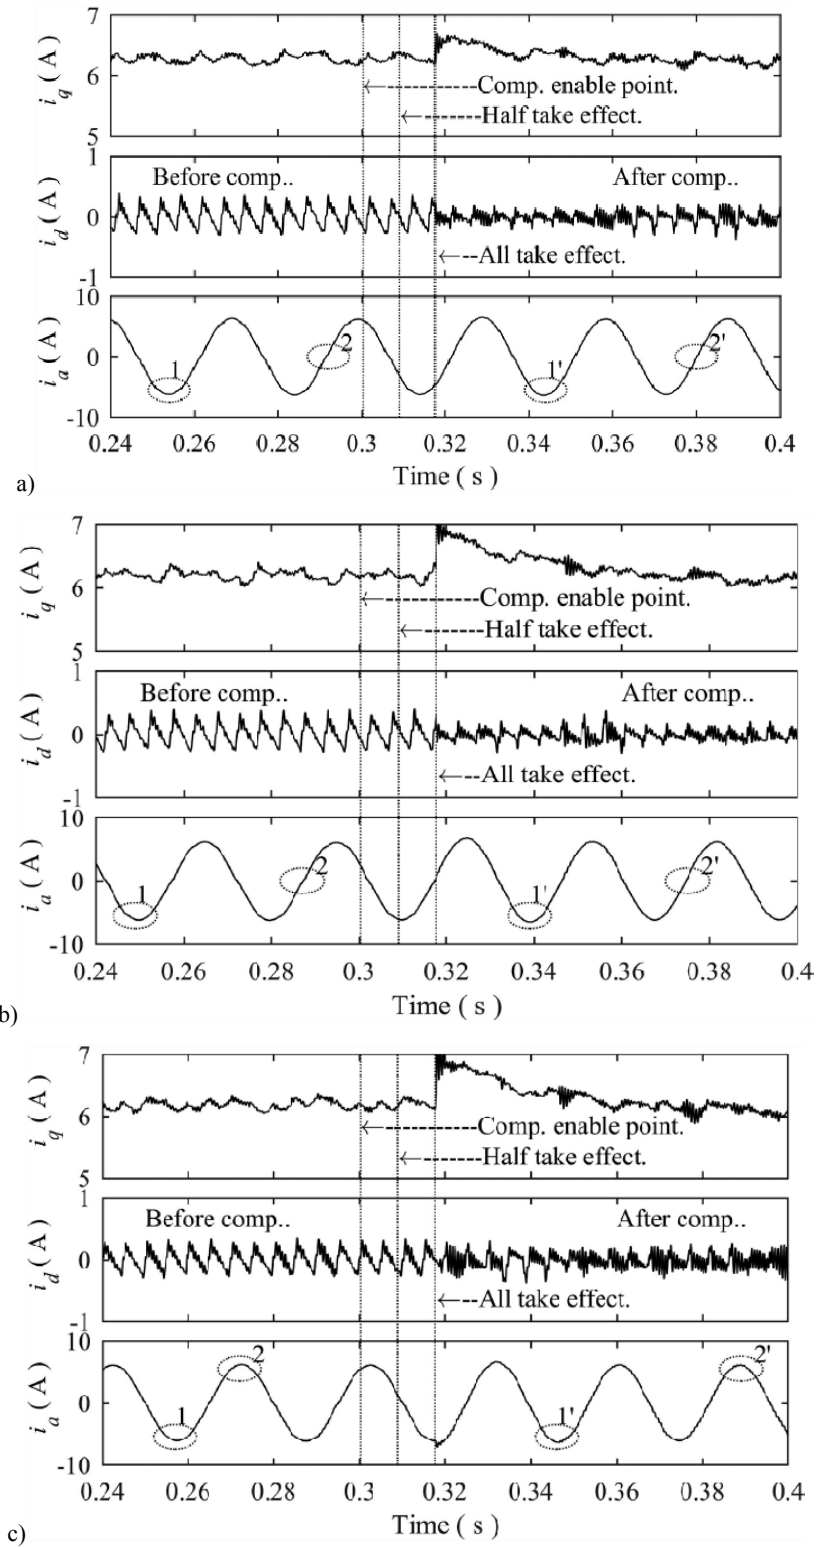 7
6
5
i_q (A)
Comp. enable point.
Half take effect.
1
0
-1
i_d (A)
Before comp.. After comp..
All take effect.
10
0
-10
i_a (A)
1 2 1' 2'
0.24 0.26 0.28 0.3 0.32 0.34 0.36 0.38 0.4
Time ( s )
a)
7
6
5
i_q (A)
Comp. enable point.
Half take effect.
1
0
-1
i_d (A)
Before comp.. After comp..
All take effect.
10
0
-10
i_a (A)
1 2 1' 2'
0.24 0.26 0.28 0.3 0.32 0.34 0.36 0.38 0.4
Time ( s )
b)
7
6
5
i_q (A)
Comp. enable point.
Half take effect.
1
0
-1
i_d (A)
Before comp.. After comp..
All take effect.
10
0
-10
i_a (A)
1 2 1' 2'
0.24 0.26 0.28 0.3 0.32 0.34 0.36 0.38 0.4
Time ( s )
c)